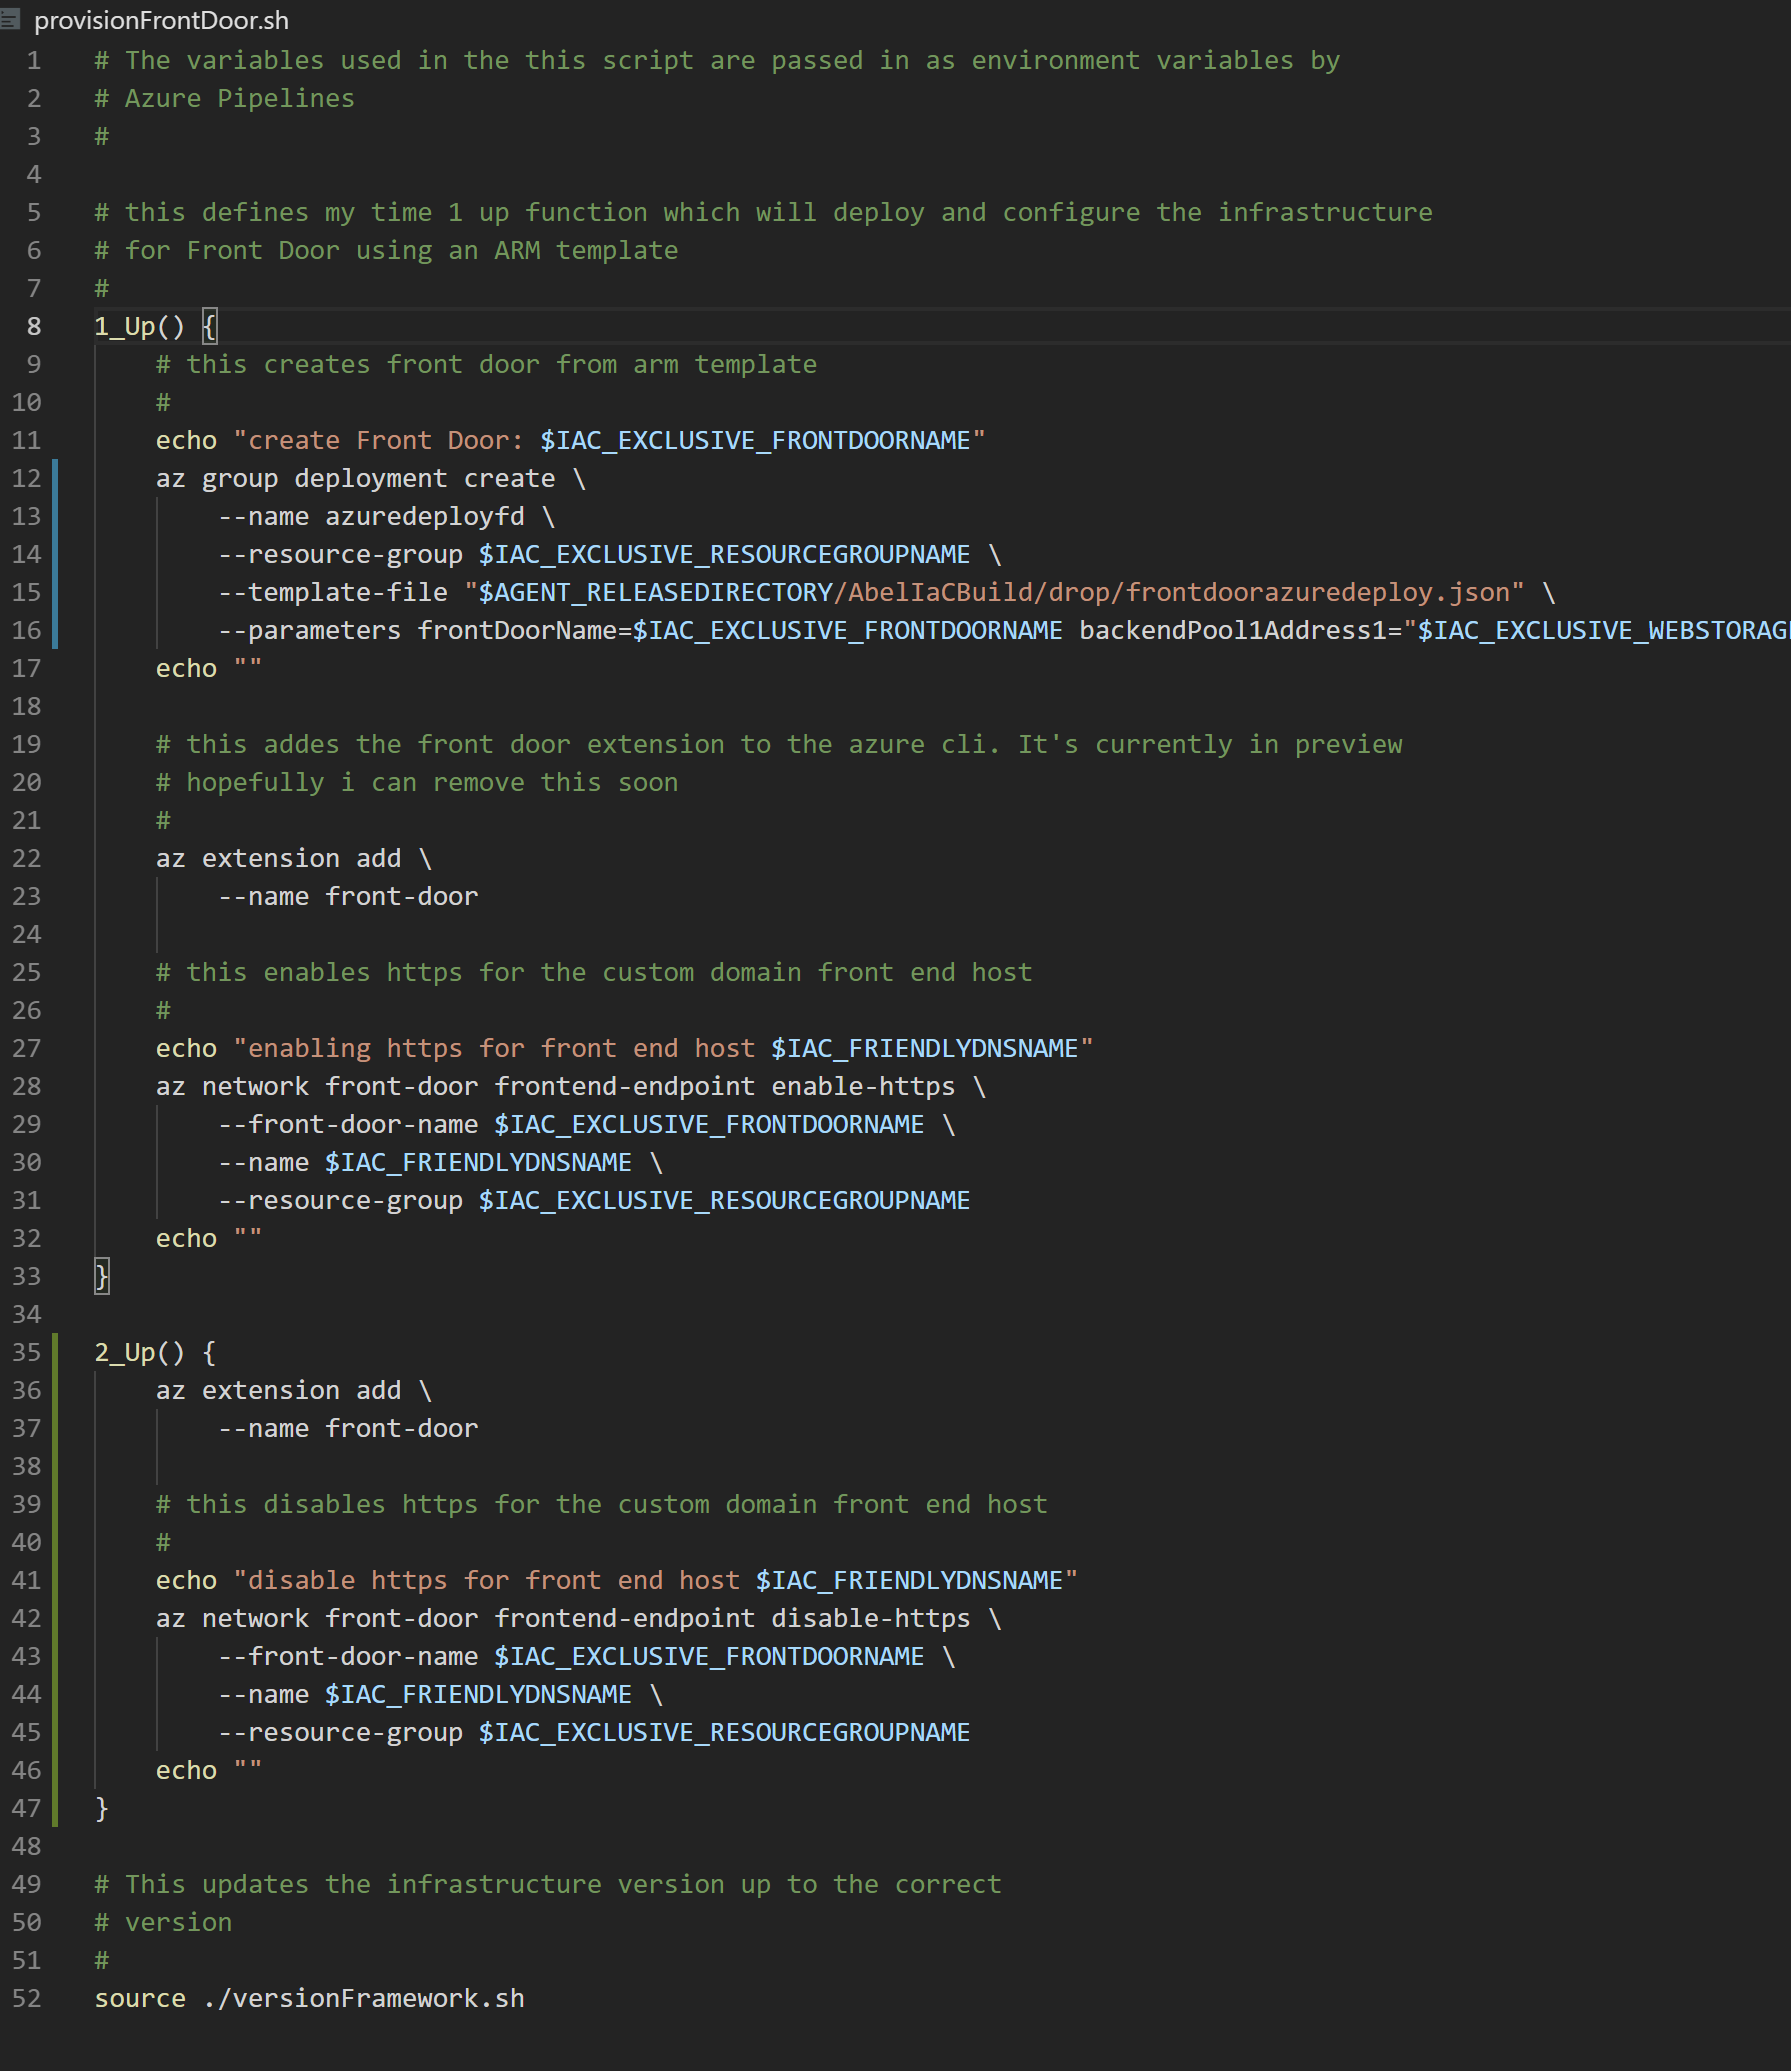 provisionFrontDoor.sh
1 # The variables used in the this script are passed in as environment variables by
2 # Azure Pipelines
3 #
4
5 # this defines my time 1 up function which will deploy and configure the infrastructure
6 # for Front Door using an ARM template
7 #
8 1_Up() {
9 # this creates front door from arm template
10 #
11 echo "create Front Door: $IAC_EXCLUSIVE_FRONTDOORNAME"
12 az group deployment create \
13 --name azuredeployfd \
14 --resource-group $IAC_EXCLUSIVE_RESOURCEGROUPNAME \
15 --template-file "$AGENT_RELEASEDIRECTORY/AbelIaCBuild/drop/frontdoorazuredeploy.json" \
16 --parameters frontDoorName=$IAC_EXCLUSIVE_FRONTDOORNAME backendPool1Address1="$IAC_EXCLUSIVE_WEBSTORAG
17 echo ""
18
19 # this addes the front door extension to the azure cli. It's currently in preview
20 # hopefully i can remove this soon
21 #
22 az extension add \
23 --name front-door
24
25 # this enables https for the custom domain front end host
26 #
27 echo "enabling https for front end host $IAC_FRIENDLYDNSNAME"
28 az network front-door frontend-endpoint enable-https \
29 --front-door-name $IAC_EXCLUSIVE_FRONTDOORNAME \
30 --name $IAC_FRIENDLYDNSNAME \
31 --resource-group $IAC_EXCLUSIVE_RESOURCEGROUPNAME
32 echo ""
33 }
34
35 2_Up() {
36 az extension add \
37 --name front-door
38
39 # this disables https for the custom domain front end host
40 #
41 echo "disable https for front end host $IAC_FRIENDLYDNSNAME"
42 az network front-door frontend-endpoint disable-https \
43 --front-door-name $IAC_EXCLUSIVE_FRONTDOORNAME \
44 --name $IAC_FRIENDLYDNSNAME \
45 --resource-group $IAC_EXCLUSIVE_RESOURCEGROUPNAME
46 echo ""
47 }
48
49 # This updates the infrastructure version up to the correct
50 # version
51 #
52 source ./versionFramework.sh